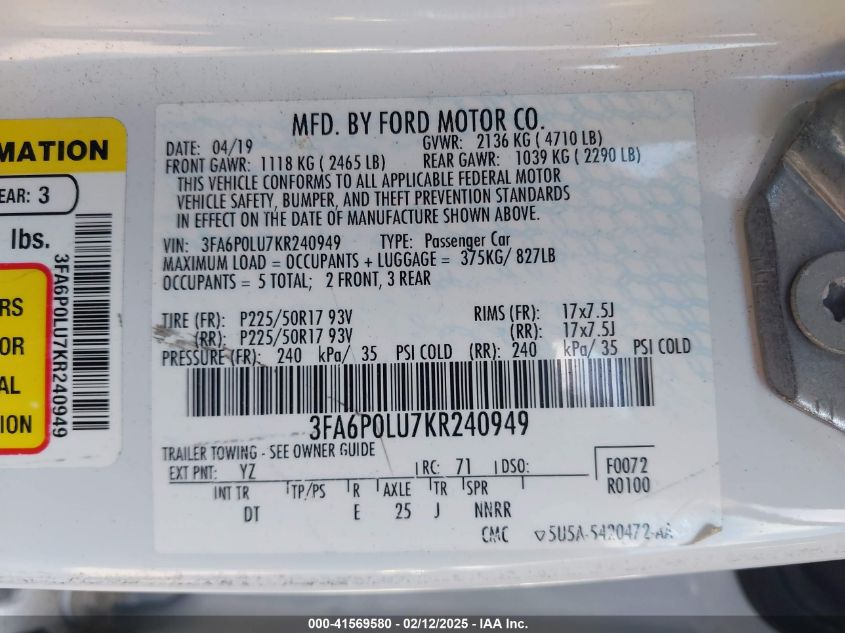 MATION
EAR: 3
lbs.
RS
OR
AL
ION
3FA6P0LU7KR240949
MFD. BY FORD MOTOR CO.
DATE: 04/19 GVWR: 2136 KG ( 4710 LB)
FRONT GAWR: 1118 KG ( 2465 LB) REAR GAWR: 1039 KG ( 2290 LB)
THIS VEHICLE CONFORMS TO ALL APPLICABLE FEDERAL MOTOR
VEHICLE SAFETY, BUMPER, AND THEFT PREVENTION STANDARDS
IN EFFECT ON THE DATE OF MANUFACTURE SHOWN ABOVE.
VIN: 3FA6P0LU7KR240949 TYPE: Passenger Car
MAXIMUM LOAD = OCCUPANTS + LUGGAGE = 375KG/ 827LB
OCCUPANTS = 5 TOTAL; 2 FRONT, 3 REAR
TIRE (FR): P225/50R17 93V RIMS (FR): 17x7.5J
(RR): P225/50R17 93V (RR): 17x7.5J
PRESSURE (FR): 240 kPa/ 35 PSI COLD (RR): 240 kPa/ 35 PSI COLD
3FA6P0LU7KR240949
TRAILER TOWING - SEE OWNER GUIDE
EXT PNT: YZ RC: 71 DSO: F0072
INT TR TP/PS R AXLE TR SPR R0100
DT E 25 J NNRR
CMC 5U5A-5420472-AA
000-41569580 - 02/12/2025 - IAA Inc.